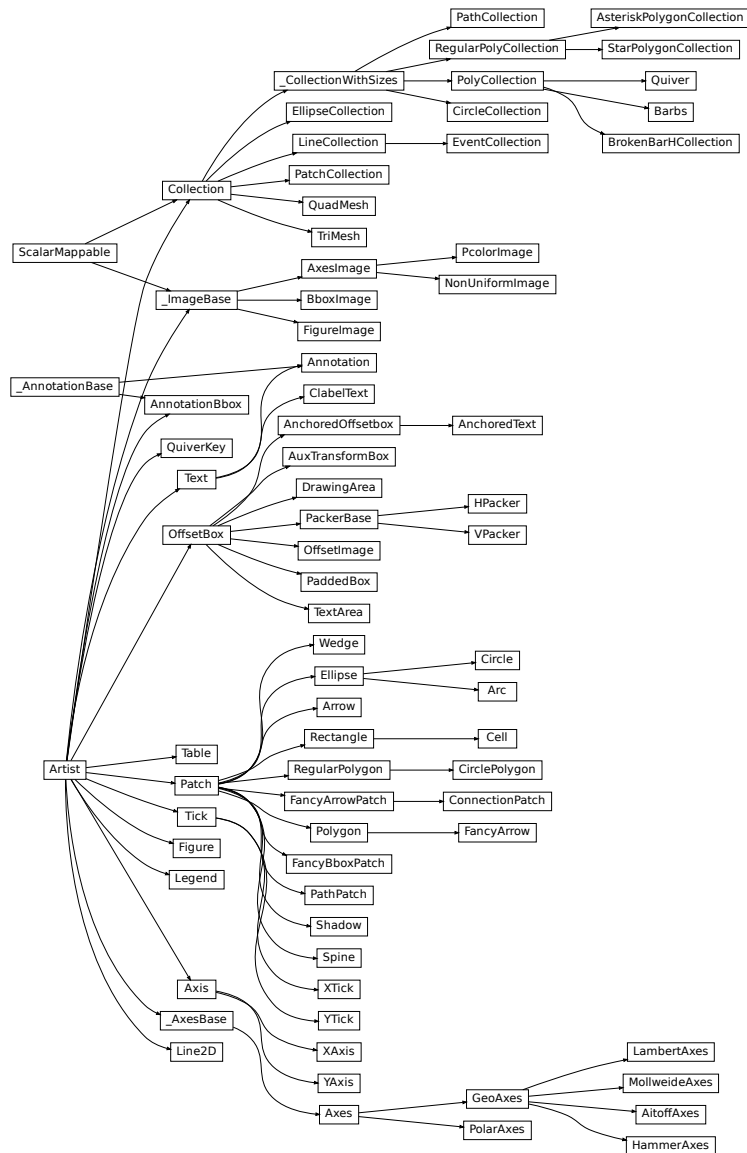 PathCollection
AsteriskPolygonCollection
RegularPolyCollection
StarPolygonCollection
_CollectionWithSizes
PolyCollection
Quiver
EllipseCollection
CircleCollection
Barbs
LineCollection
EventCollection
BrokenBarHCollection
PatchCollection
Collection
QuadMesh
TriMesh
ScalarMappable
AxesImage
PcolorImage
NonUniformImage
_ImageBase
BboxImage
FigureImage
Annotation
_AnnotationBase
ClabelText
AnnotationBbox
AnchoredOffsetbox
AnchoredText
QuiverKey
AuxTransformBox
Text
DrawingArea
HPacker
PackerBase
OffsetBox
VPacker
OffsetImage
PaddedBox
TextArea
Wedge
Circle
Ellipse
Arc
Arrow
Rectangle
Cell
Table
Artist
RegularPolygon
CirclePolygon
Patch
FancyArrowPatch
ConnectionPatch
Tick
Polygon
FancyArrow
Figure
FancyBboxPatch
Legend
PathPatch
Shadow
Spine
Axis
XTick
_AxesBase
YTick
Line2D
XAxis
LambertAxes
YAxis
MollweideAxes
GeoAxes
Axes
AitoffAxes
PolarAxes
HammerAxes